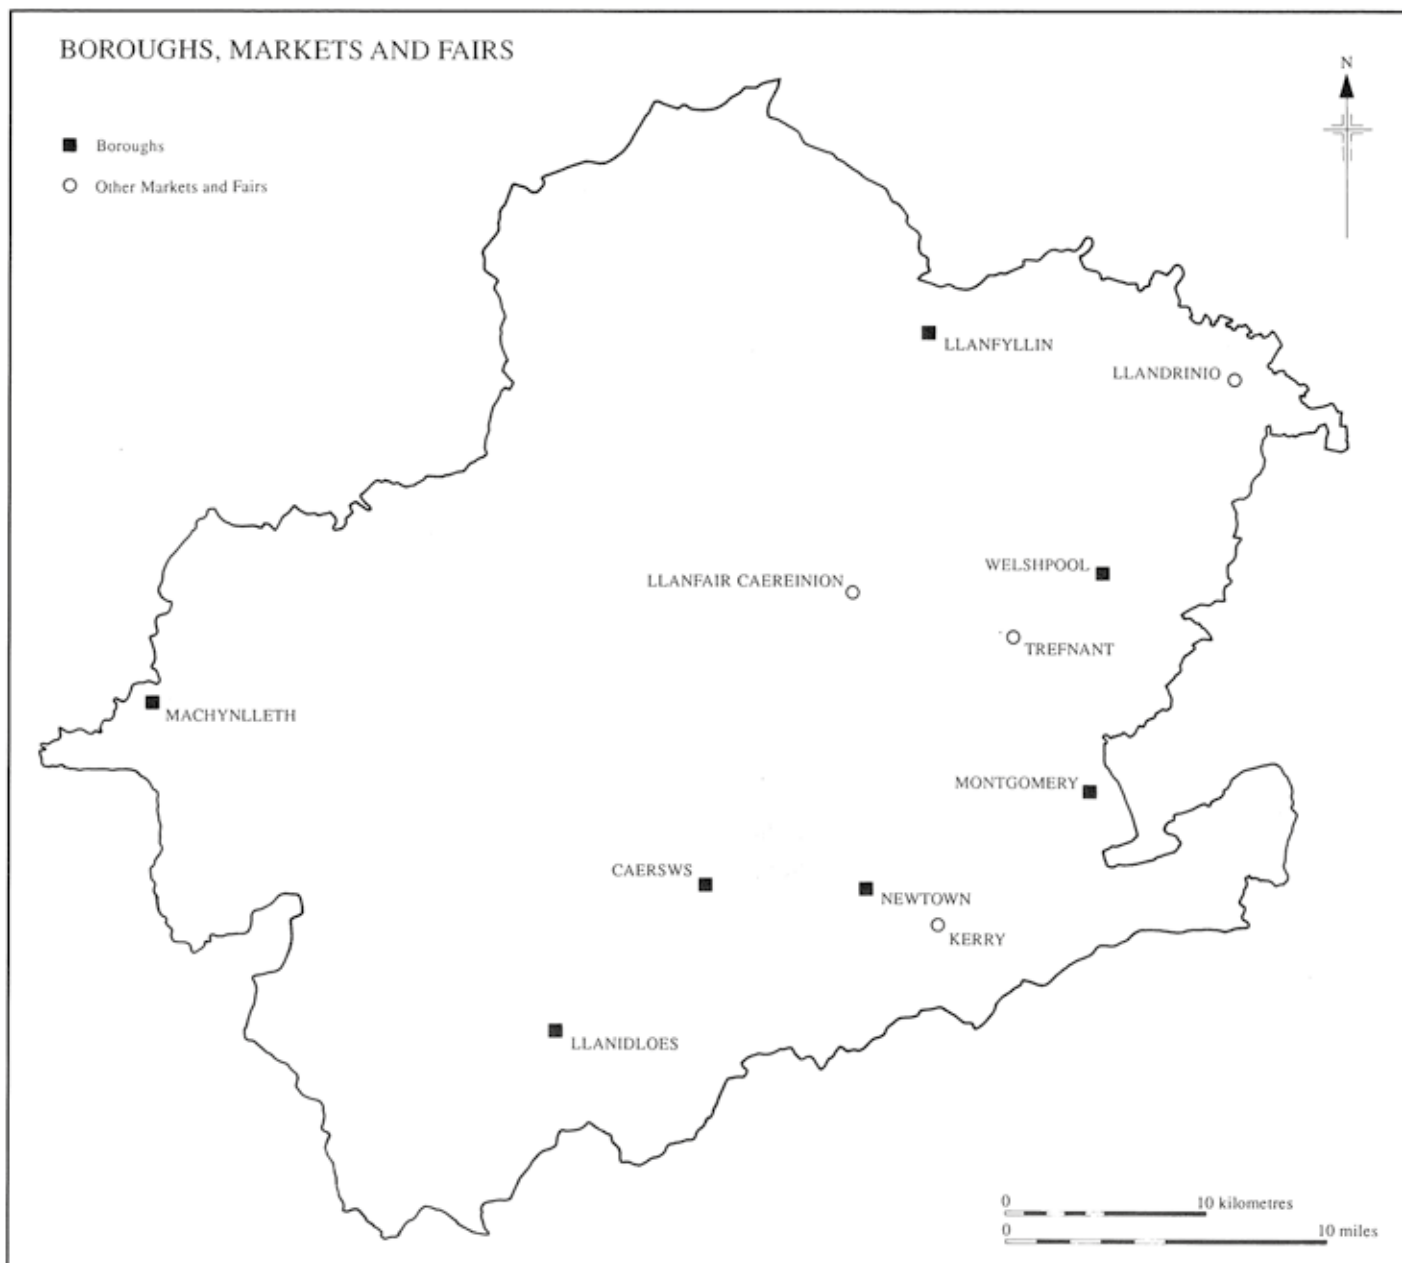 BOROUGHS, MARKETS AND FAIRS
N
Boroughs
Other Markets and Fairs
LLANFYLLIN
LLANDRINIO
WELSHPOOL
LLANFAIR CAEREINION
TREFNANT
MACHYNLLETH
MONTGOMERY
CAERSWS
NEWTOWN
KERRY
LLANIDLOES
0 10 kilometres
0 10 miles